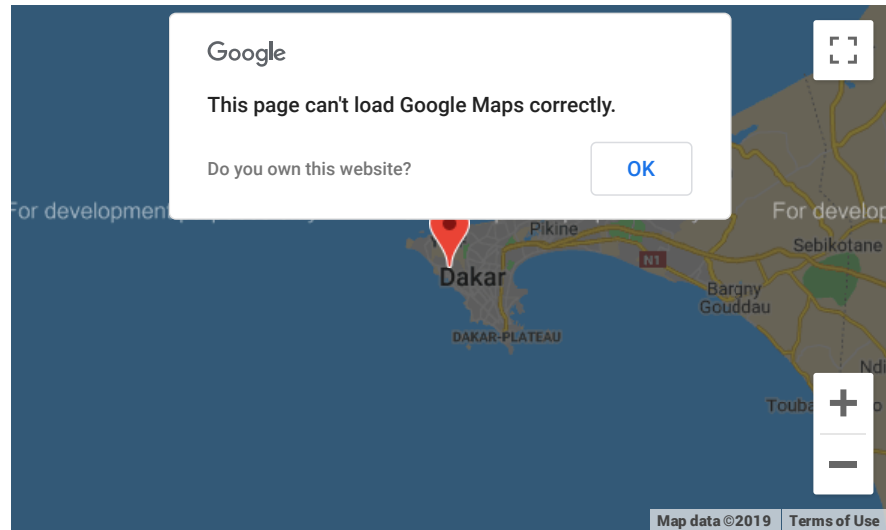 Google
This page can't load Google Maps correctly.
Do you own this website?
OK
For development
For develop
Pikine
Sebikotane
N1
Dakar
Bargny
Gouddau
DAKAR-PLATEAU
Touba
+
−
Map data ©2019
Terms of Use